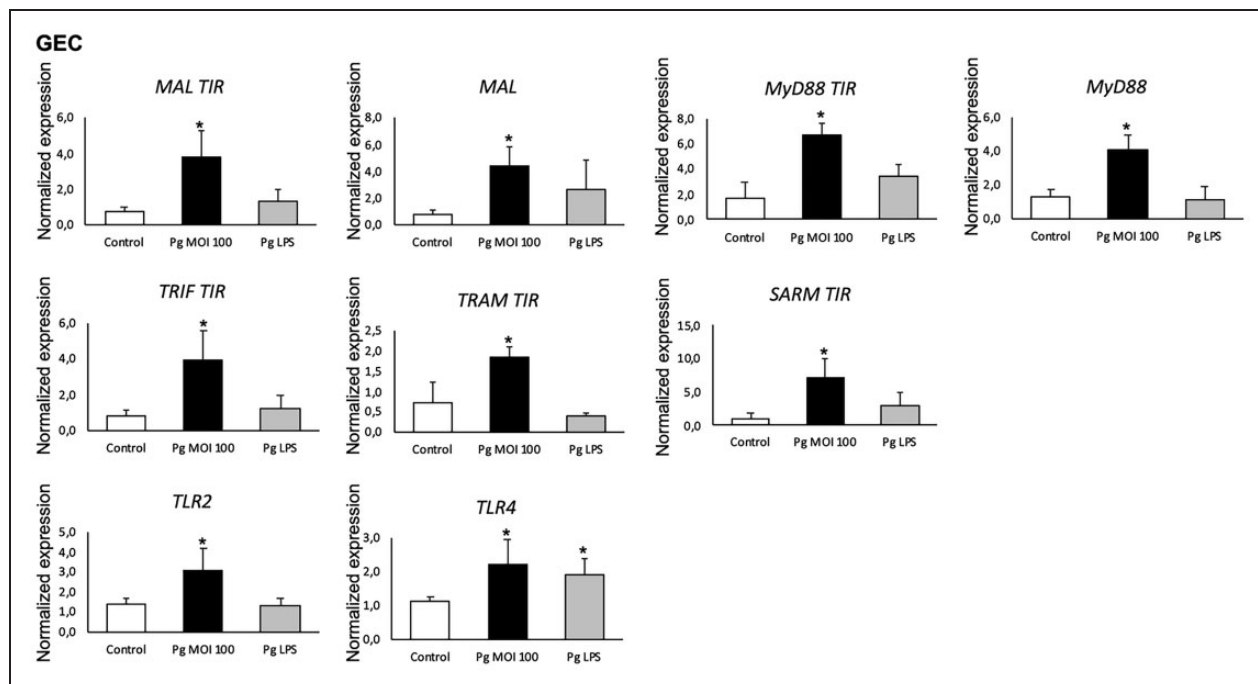 GEC
MAL TIR
Normalized expression
6,0
4,0
2,0
0,0
*
Control Pg MOI 100 Pg LPS
MAL
Normalized expression
8,0
6,0
4,0
2,0
0,0
*
Control Pg MOI 100 Pg LPS
MyD88 TIR
Normalized expression
8,0
6,0
4,0
2,0
0,0
*
Control Pg MOI 100 Pg LPS
MyD88
Normalized expression
6,0
4,0
2,0
0,0
*
Control Pg MOI 100 Pg LPS
TRIF TIR
Normalized expression
6,0
4,0
2,0
0,0
*
Control Pg MOI 100 Pg LPS
TRAM TIR
Normalized expression
2,5
2,0
1,5
1,0
0,5
0,0
*
Control Pg MOI 100 Pg LPS
SARM TIR
Normalized expression
15,0
10,0
5,0
0,0
*
Control Pg MOI 100 Pg LPS
TLR2
Normalized expression
5,0
4,0
3,0
2,0
1,0
0,0
*
Control Pg MOI 100 Pg LPS
TLR4
Normalized expression
3,0
2,0
1,0
0,0
* *
Control Pg MOI 100 Pg LPS